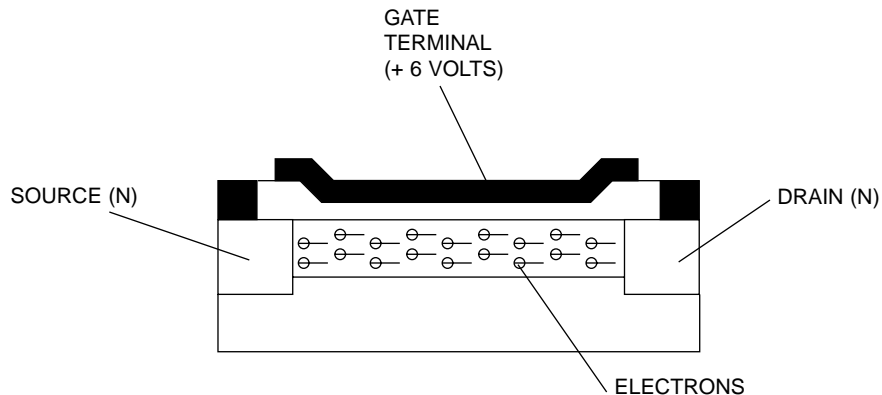 GATE
TERMINAL
(+ 6 VOLTS)
SOURCE (N)
DRAIN (N)
ELECTRONS